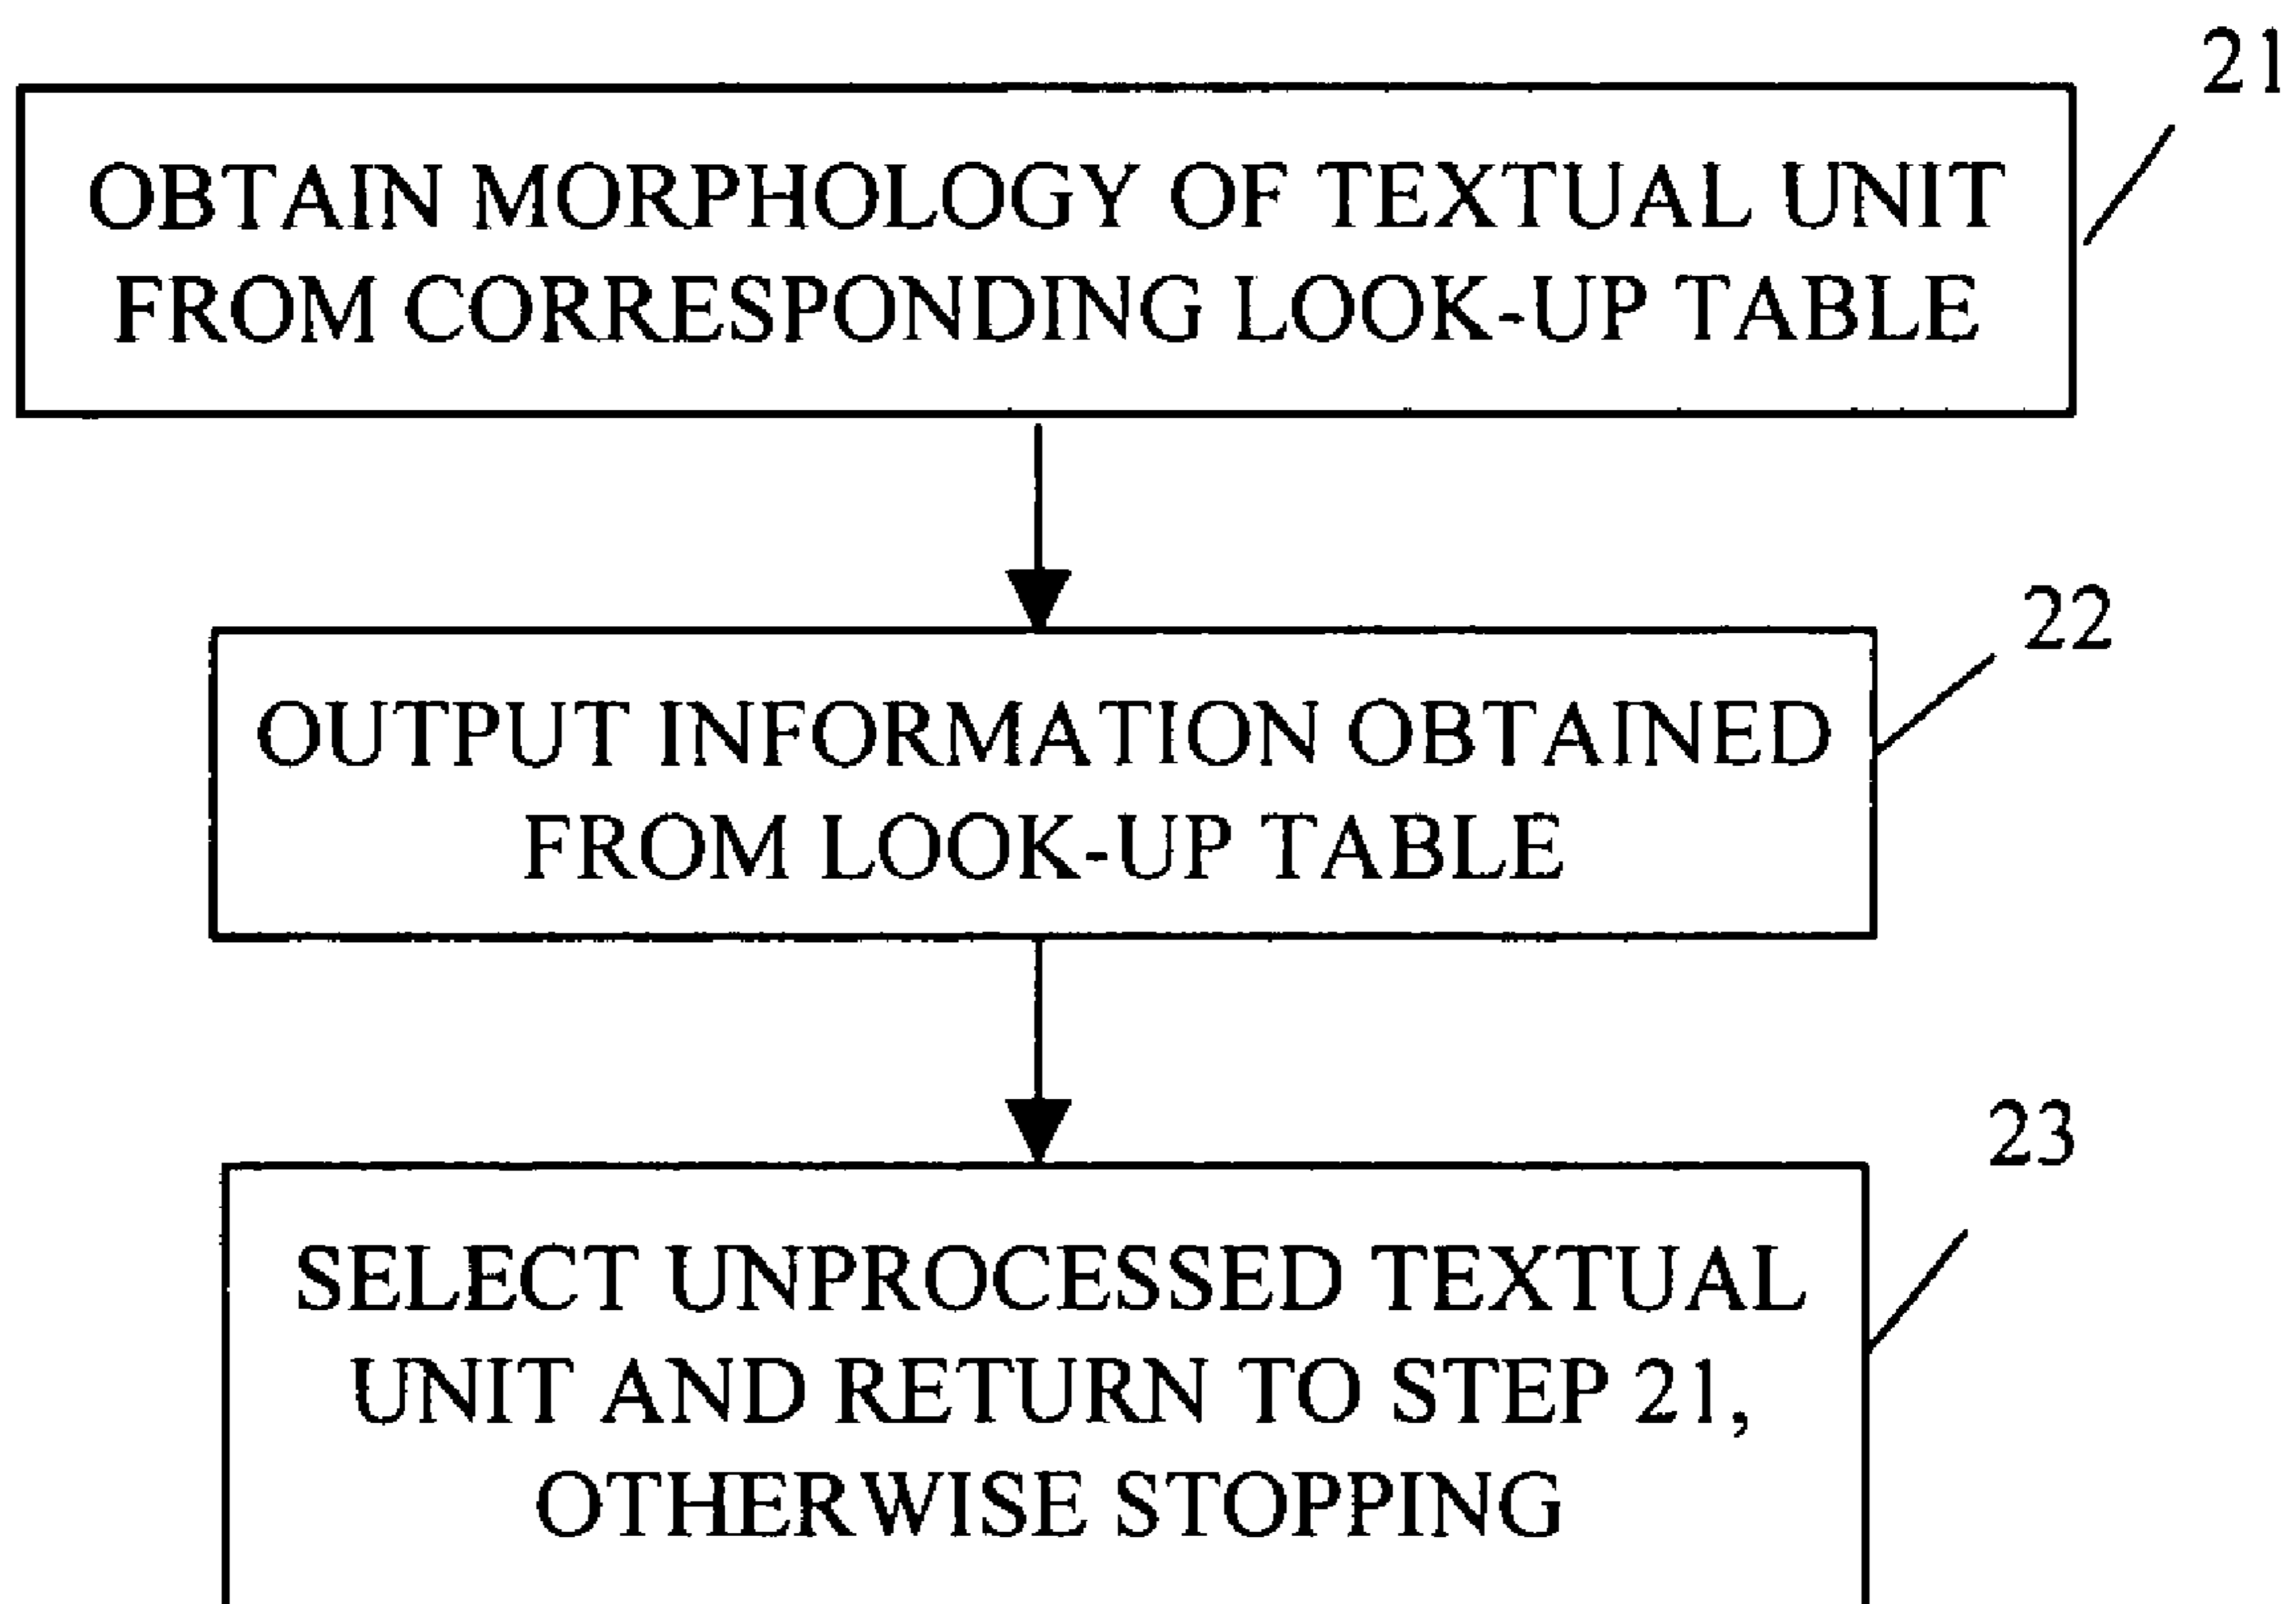 21
OBTAIN MORPHOLOGY OF TEXTUAL UNIT
FROM CORRESPONDING LOOK-UP TABLE
22
OUTPUT INFORMATION OBTAINED
FROM LOOK-UP TABLE
23
SELECT UNPROCESSED TEXTUAL
UNIT AND RETURN TO STEP 21,
OTHERWISE STOPPING